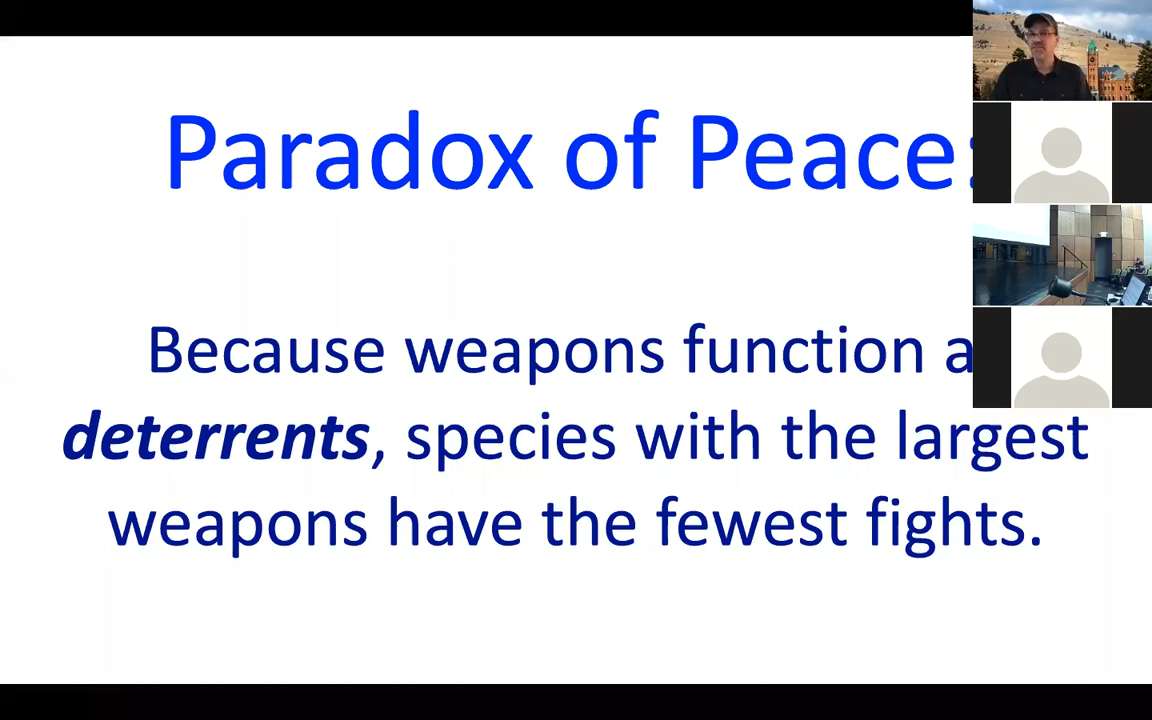 Paradox of Peace:
Because weapons function a
deterrents, species with the largest
weapons have the fewest fights.